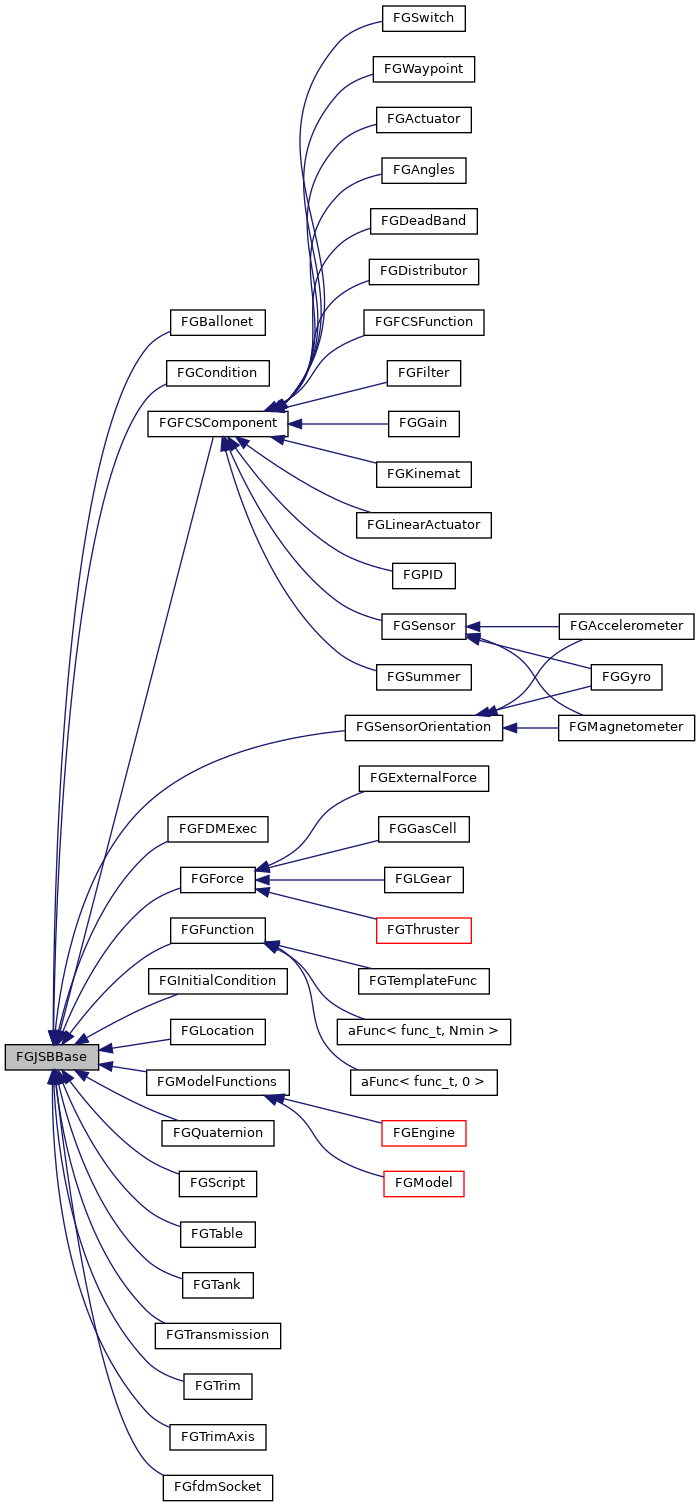 FGSwitch
FGWaypoint
FGActuator
FGAngles
FGDeadBand
FGDistributor
FGBallonet
FGFCSFunction
FGCondition
FGFilter
FGFCSComponent
FGGain
FGKinemat
FGLinearActuator
FGPID
FGSensor
FGAccelerometer
FGSummer
FGGyro
FGSensorOrientation
FGMagnetometer
FGExternalForce
FGFDMExec
FGGasCell
FGForce
FGLGear
FGFunction
FGThruster
FGInitialCondition
FGTemplateFunc
FGLocation
aFunc< func_t, Nmin >
FGJSBBase
FGModelFunctions
aFunc< func_t, 0 >
FGQuaternion
FGEngine
FGScript
FGModel
FGTable
FGTank
FGTransmission
FGTrim
FGTrimAxis
FGfdmSocket